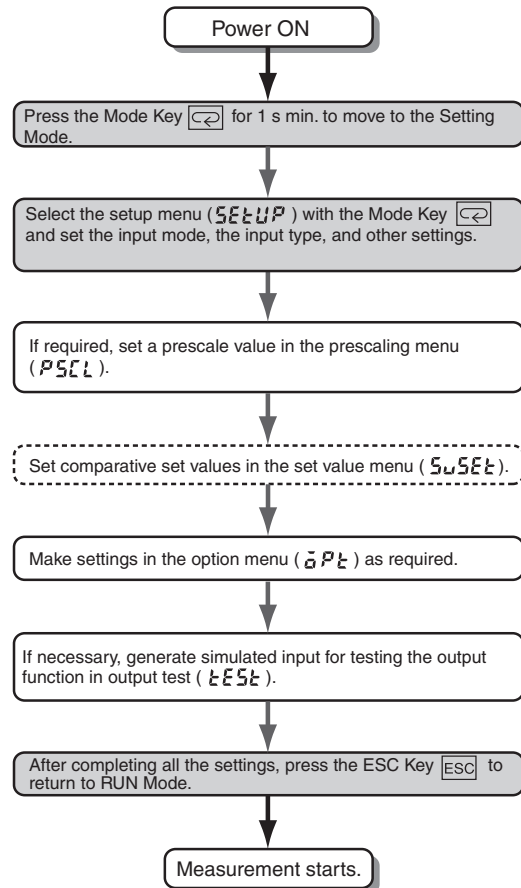 Power ON
Press the Mode Key for 1 s min. to move to the Setting
Mode.
Select the setup menu (SEtUP) with the Mode Key
and set the input mode, the input type, and other settings.
If required, set a prescale value in the prescaling menu
(PSCL).
Set comparative set values in the set value menu (SvSEt).
Make settings in the option menu (oPt) as required.
If necessary, generate simulated input for testing the output
function in output test (tESt).
After completing all the settings, press the ESC Key ESC to
return to RUN Mode.
Measurement starts.